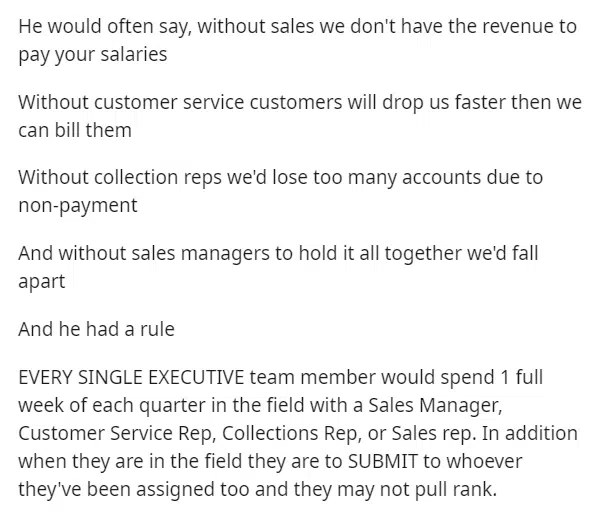 He would often say, without sales we don't have the revenue to
pay your salaries
Without customer service customers will drop us faster then we
can bill them
Without collection reps we'd lose too many accounts due to
non-payment
And without sales managers to hold it all together we'd fall
apart
And he had a rule
EVERY SINGLE EXECUTIVE team member would spend 1 full
week of each quarter in the field with a Sales Manager,
Customer Service Rep, Collections Rep, or Sales rep. In addition
when they are in the field they are to SUBMIT to whoever
they've been assigned too and they may not pull rank.